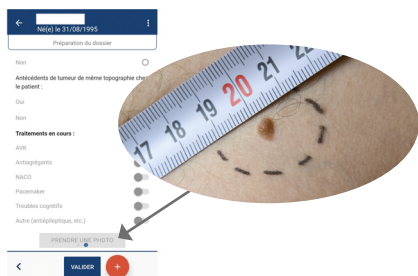 Né(e) le 31/08/1995
Préparation du dossier
Non
Antécédents de tumeur de même topographie che
le patient :
Oui
Non
Traitements en cours :
AVK
Antiagrégants
NACO
Pacemaker
Troubles cognitifs
Autre (antiépileptique, etc.)
PRENDRE UNE PHOTO
VALIDER
17 18 19 20 21 22